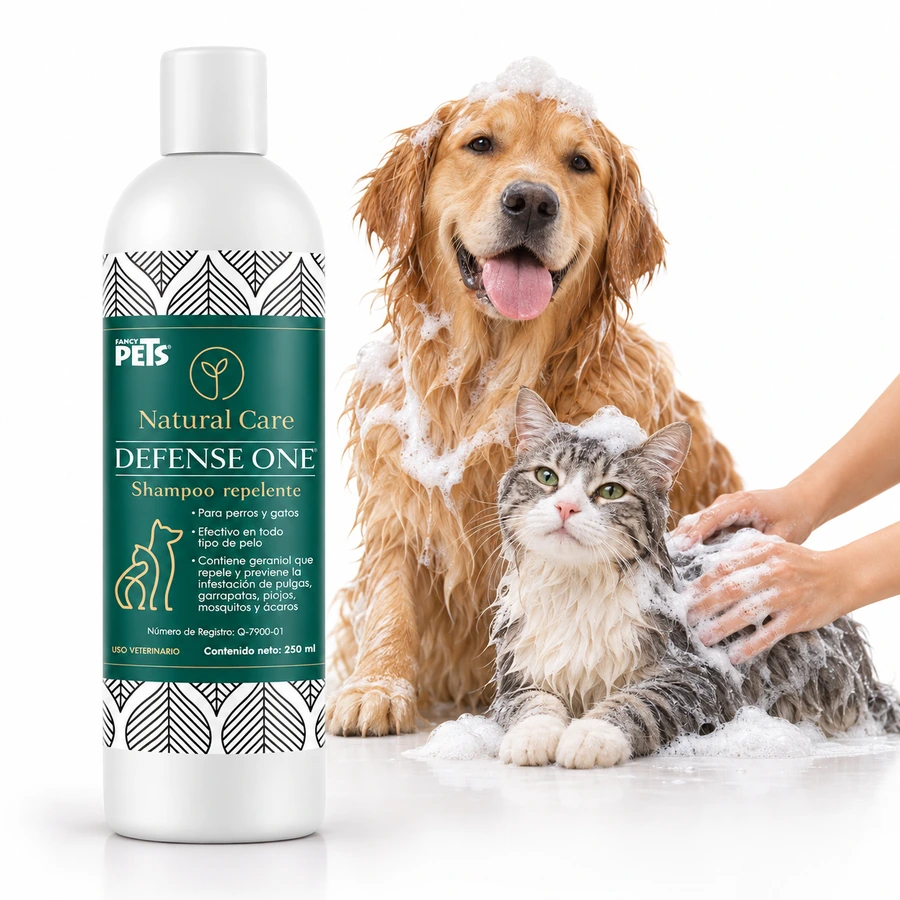 FANCY
PETS®
Natural Care
DEFENSE ONE®
Shampoo repelente
• Para perros y gatos
• Efectivo en todo
tipo de pelo
• Contiene geraniol que
repele y previene la
infestación de pulgas,
garrapatas, piojos,
mosquitos y ácaros
Número de Registro: Q-7900-01
USO VETERINARIO
Contenido neto: 250 ml